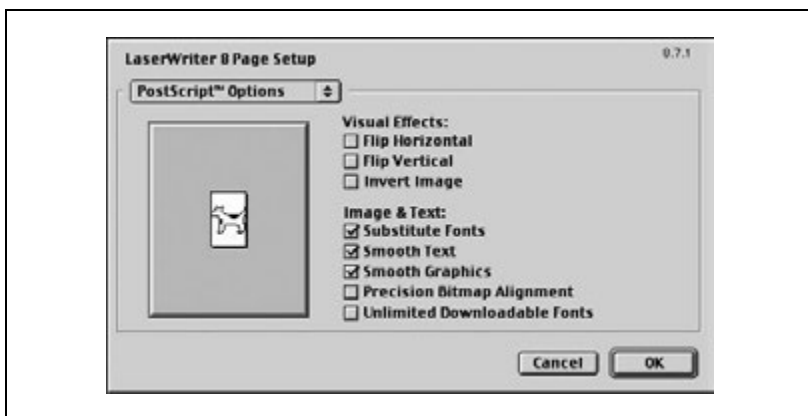 LaserWriter 8 Page Setup
8.7.1
PostScript™ Options
Visual Effects:
Flip Horizontal
Flip Vertical
Invert Image
Image & Text:
Substitute Fonts
Smooth Text
Smooth Graphics
Precision Bitmap Alignment
Unlimited Downloadable Fonts
Cancel
OK